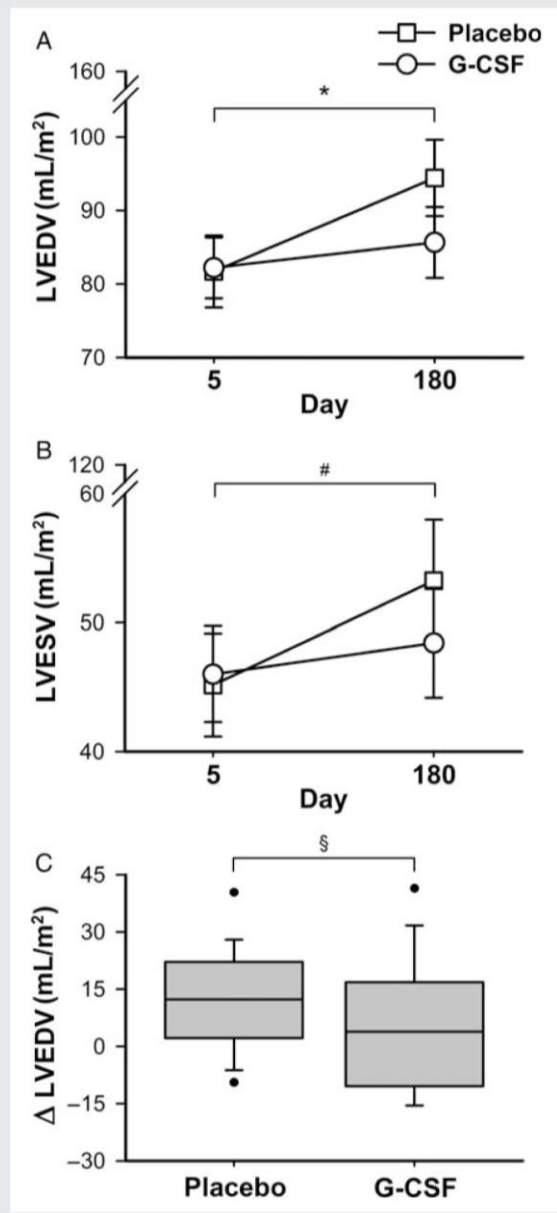 A
Placebo
G-CSF
160
*
100
90
80
70
LVEDV (mL/m²)
5 180
Day
B
120
60
#
50
40
LVESV (mL/m²)
5 180
Day
C
§
45
30
15
0
–15
–30
Δ LVEDV (mL/m²)
Placebo G-CSF